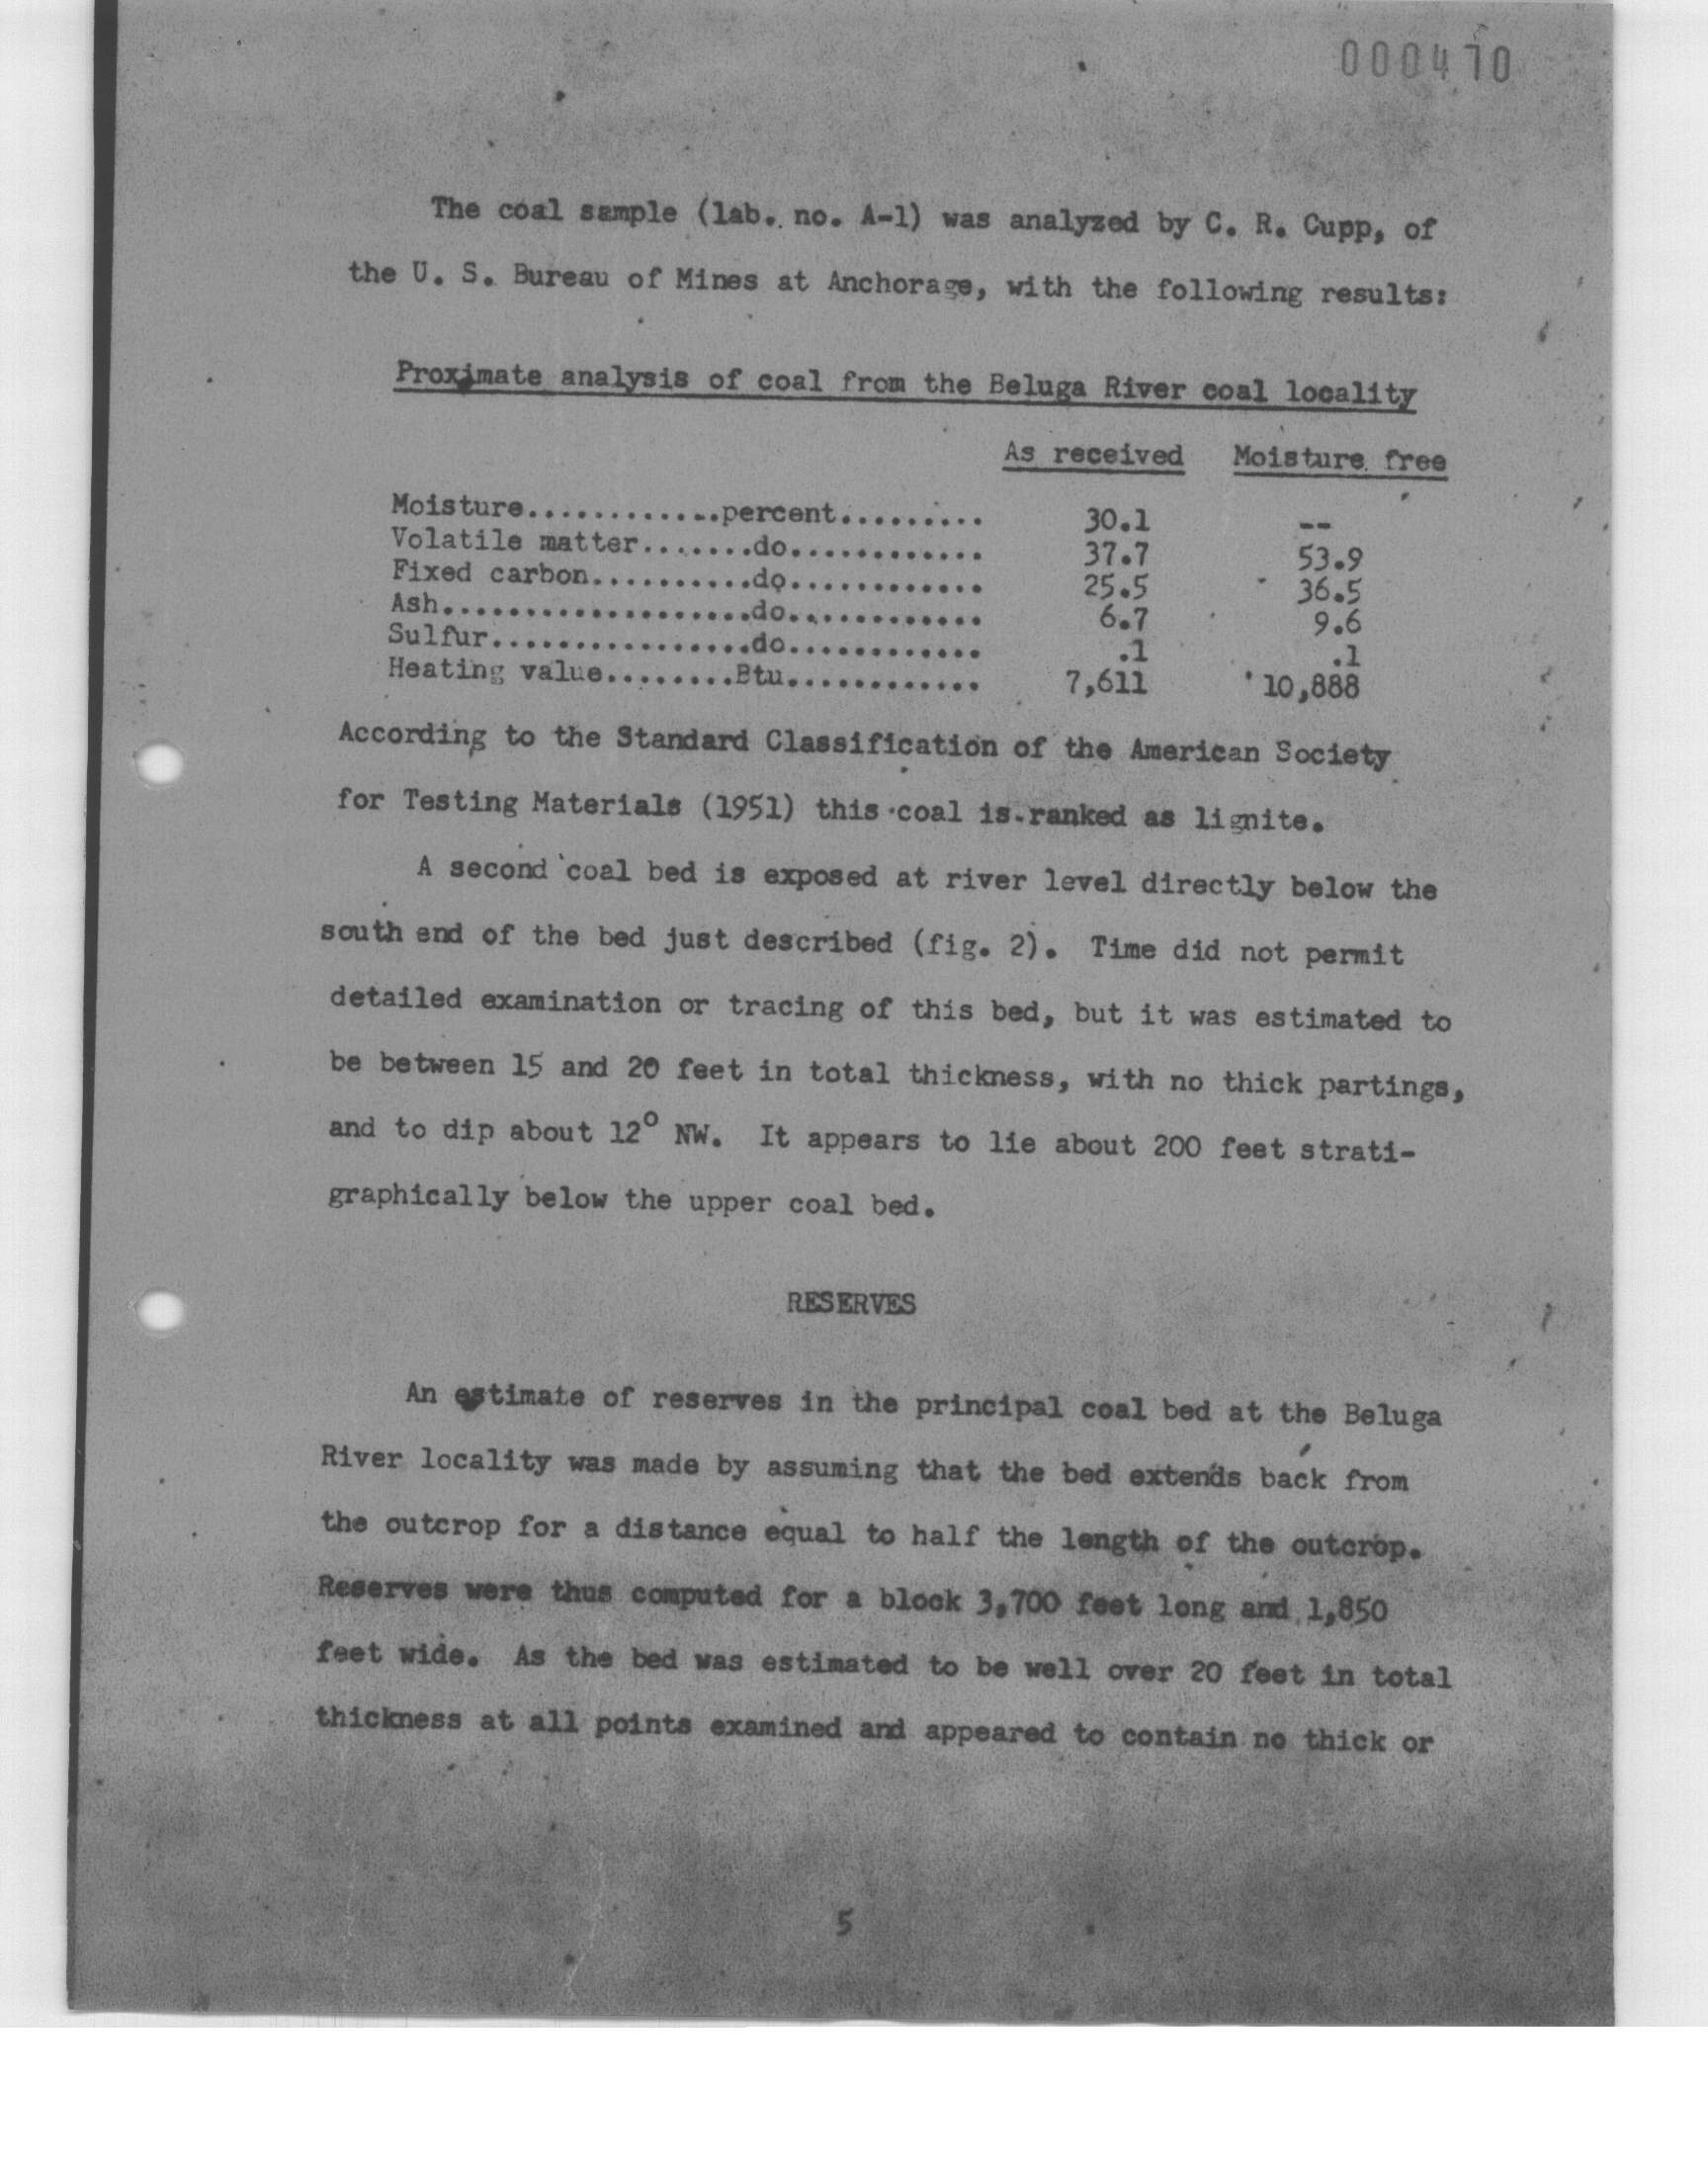 000410
The coal sample (lab. no. A-1) was analyzed by C. R. Cupp, of
the U. S. Bureau of Mines at Anchorage, with the following results:
Proximate analysis of coal from the Beluga River coal locality
As received Moisture free
Moisture............percent......... 30.1 --
Volatile matter.......do............ 37.7 53.9
Fixed carbon..........do............ 25.5 36.5
Ash...................do............ 6.7 9.6
Sulfur................do............ .1 .1
Heating value........Btu............ 7,611 10,888
According to the Standard Classification of the American Society
for Testing Materials (1951) this coal is ranked as lignite.
A second coal bed is exposed at river level directly below the
south end of the bed just described (fig. 2). Time did not permit
detailed examination or tracing of this bed, but it was estimated to
be between 15 and 20 feet in total thickness, with no thick partings,
and to dip about 12° NW. It appears to lie about 200 feet strati-
graphically below the upper coal bed.
RESERVES
An estimate of reserves in the principal coal bed at the Beluga
River locality was made by assuming that the bed extends back from
the outcrop for a distance equal to half the length of the outcrop.
Reserves were thus computed for a block 3,700 feet long and 1,850
feet wide. As the bed was estimated to be well over 20 feet in total
thickness at all points examined and appeared to contain no thick or
5